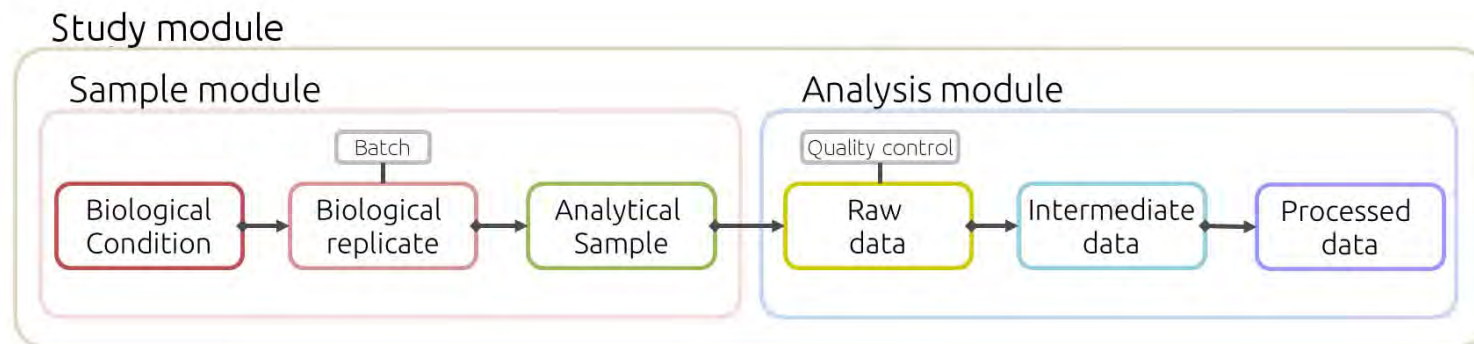 Study module
Sample module
Analysis module
Batch
Quality control
Biological
Condition
Biological
replicate
Analytical
Sample
Raw
data
Intermediate
data
Processed
data